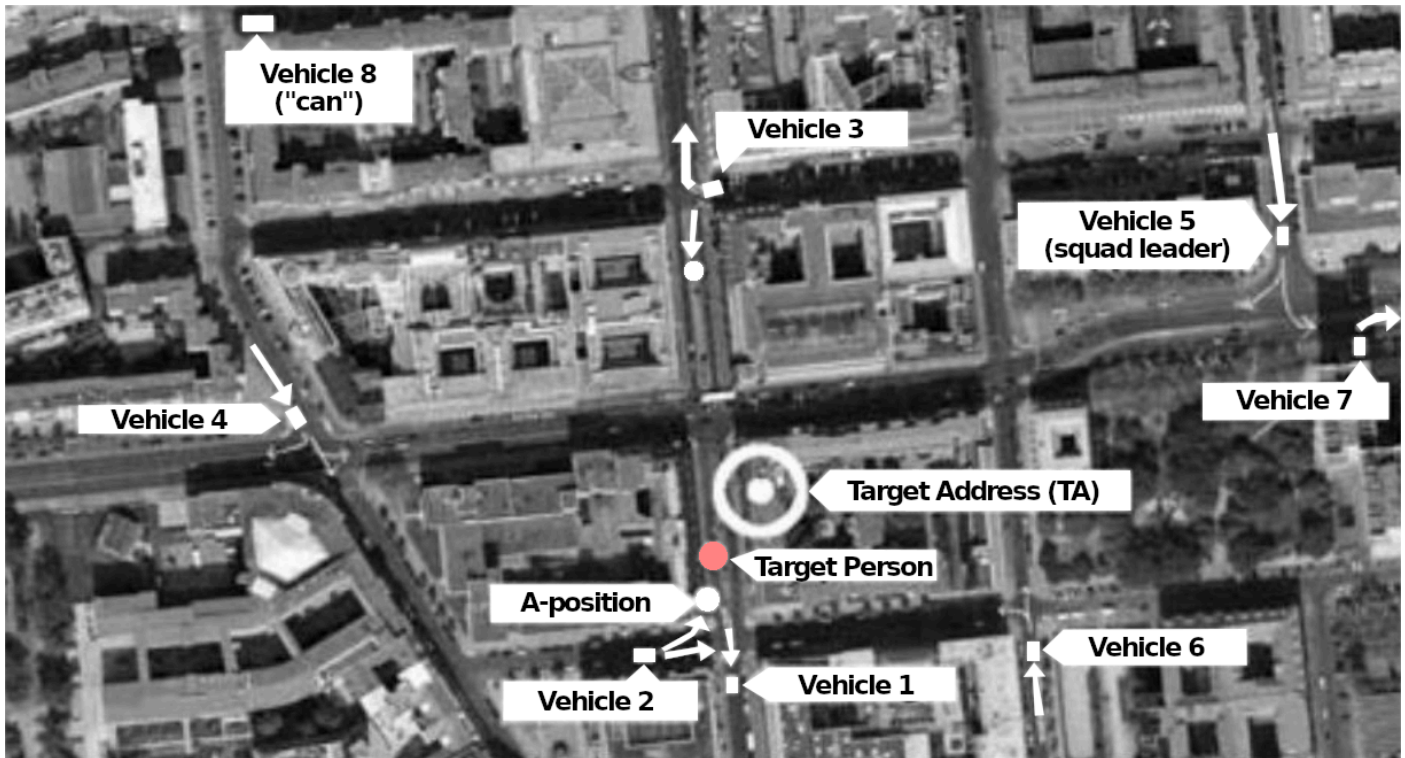 Vehicle 8
("can")
Vehicle 3
Vehicle 5
(squad leader)
Vehicle 7
Vehicle 4
Target Address (TA)
Target Person
A-position
Vehicle 6
Vehicle 2
Vehicle 1